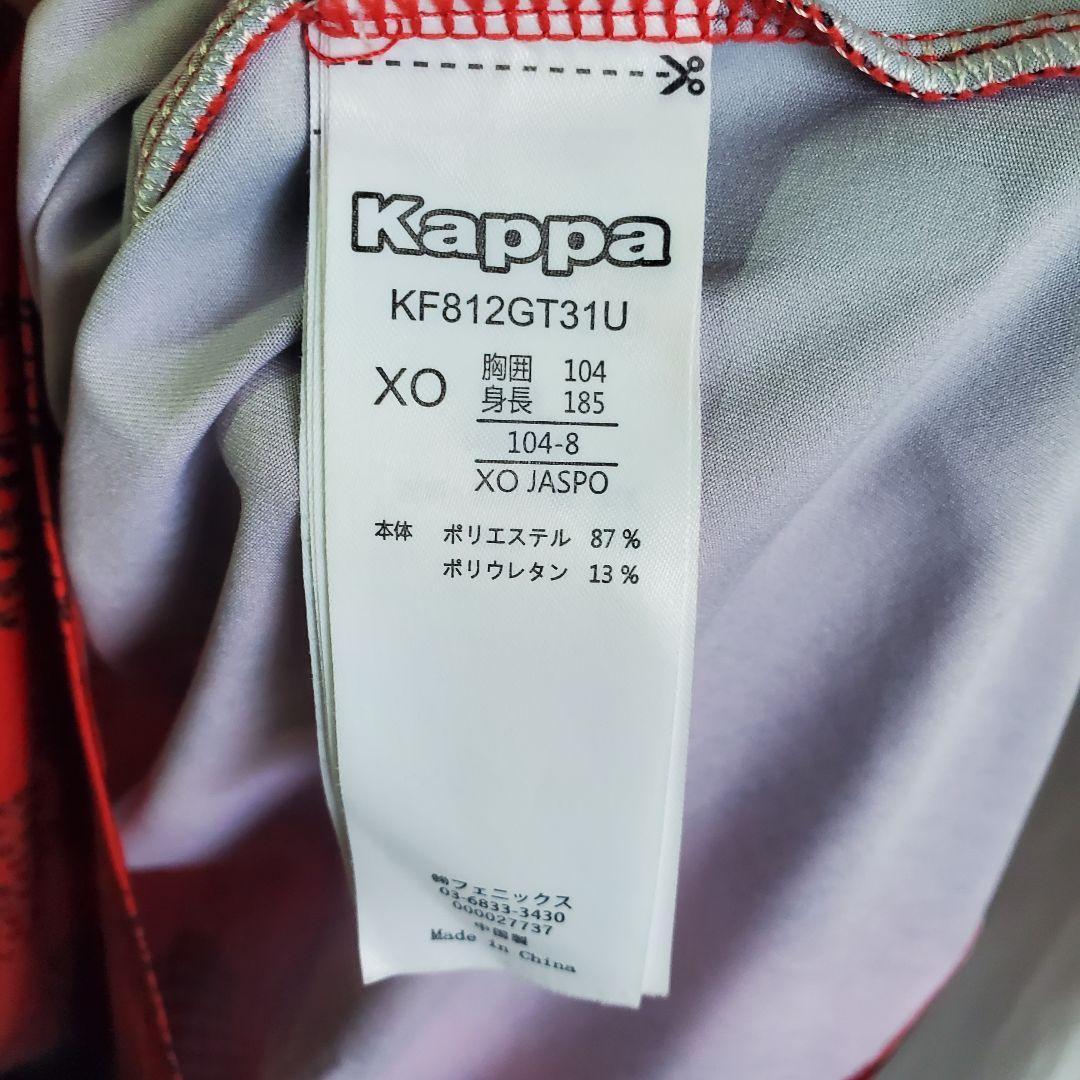 Kappa
KF812GT31U
XO
胸囲 104
身長 185
104-8
XO JASPO
本体 ポリエステル 87 %
ポリウレタン 13 %
㈱フェニックス
03-6833-3430
000027737
中国製
Made in China